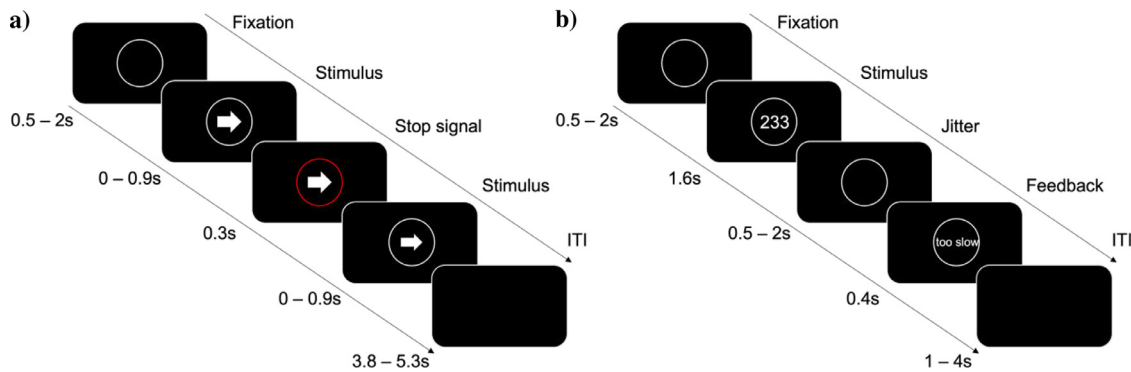 a)
Fixation
Stimulus
Stop signal
Stimulus
ITI
0.5 – 2s
0 – 0.9s
0.3s
0 – 0.9s
3.8 – 5.3s
b)
Fixation
Stimulus
Jitter
Feedback
ITI
233
too slow
0.5 – 2s
1.6s
0.5 – 2s
0.4s
1 – 4s